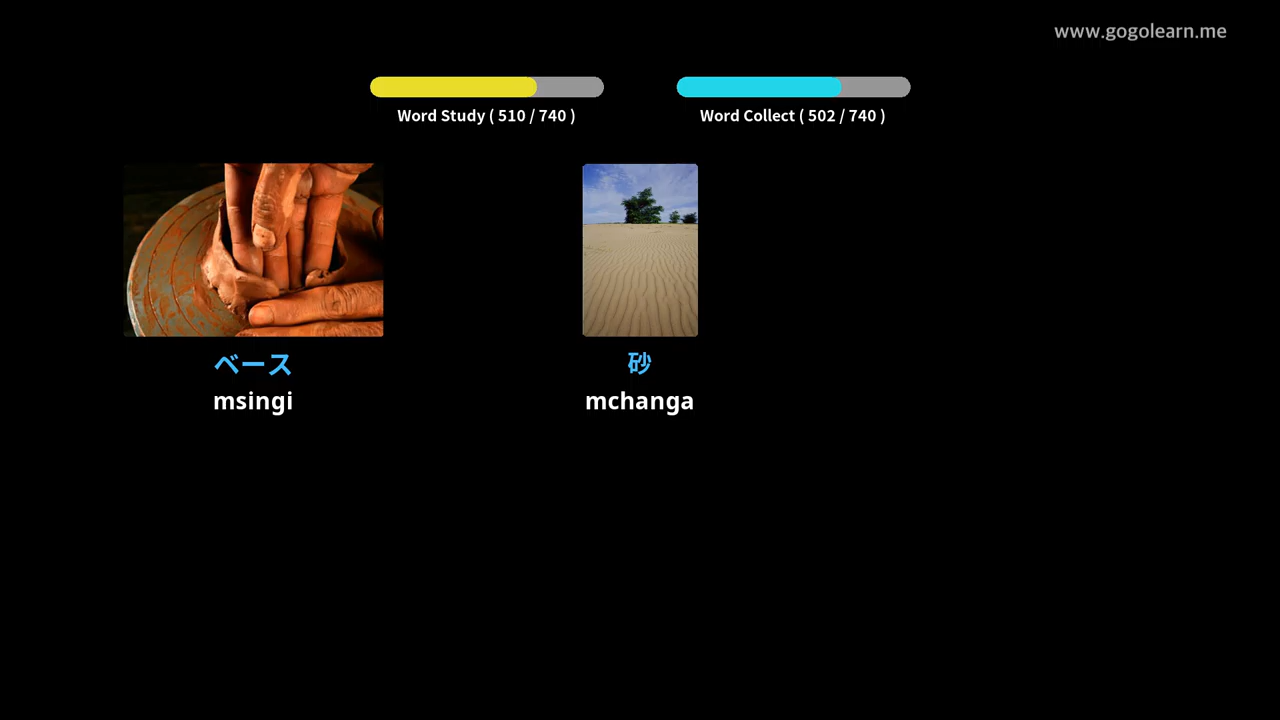 www.gogolearn.me
Word Study ( 510 / 740 )
Word Collect ( 502 / 740 )
ベース
msingi
砂
mchanga